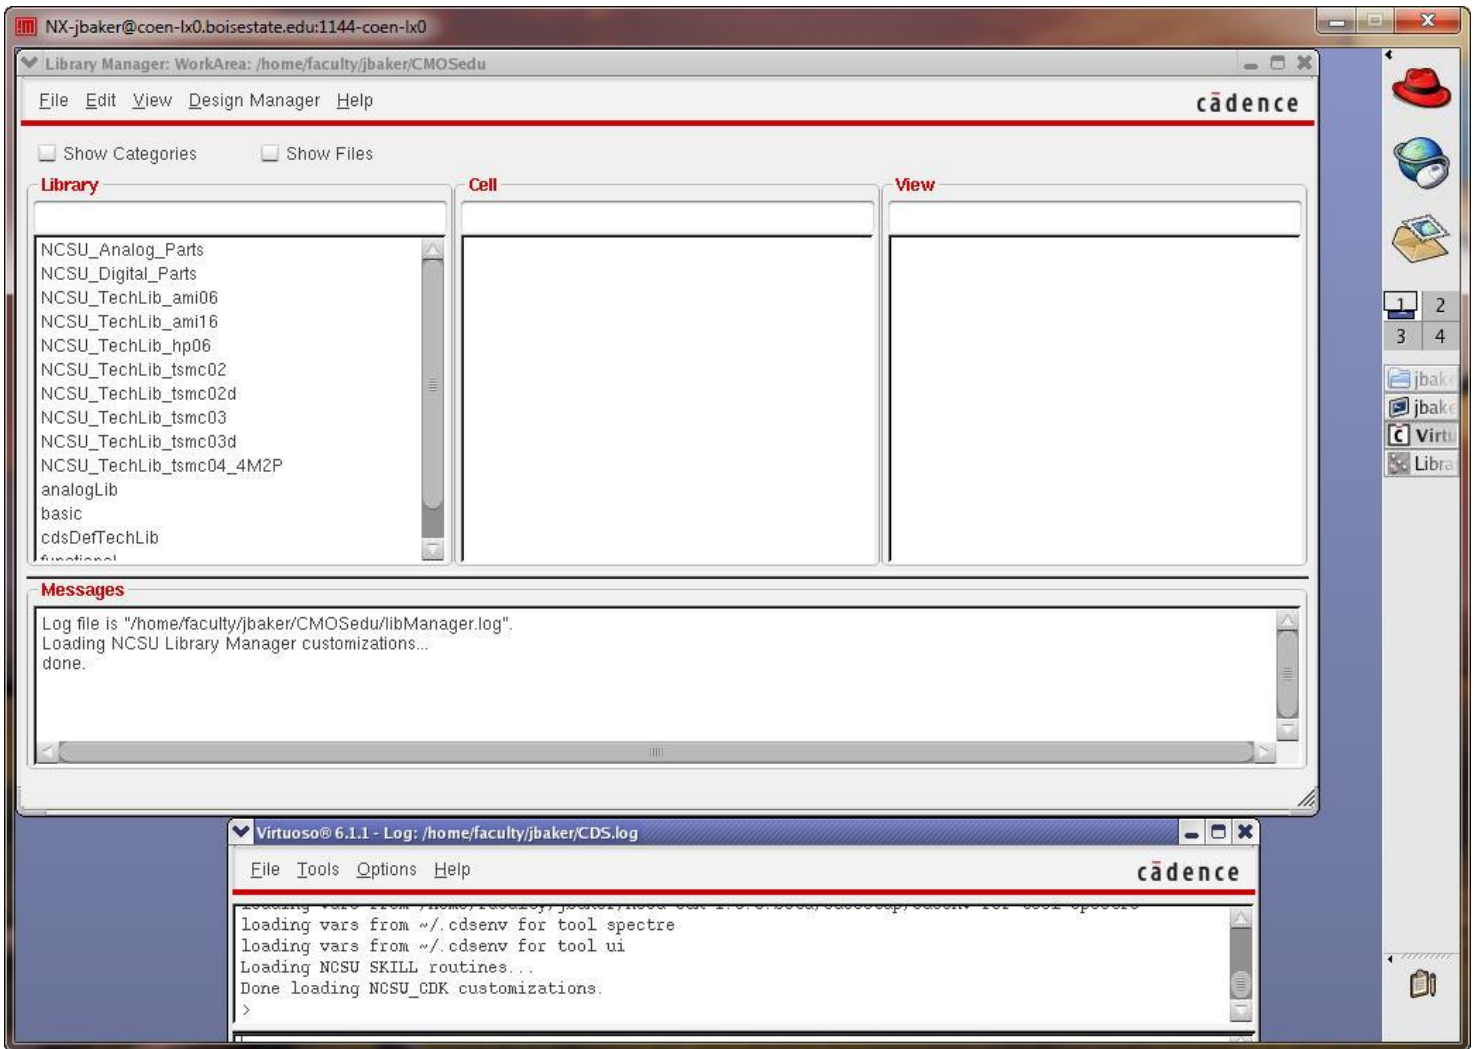 NX-jbaker@coen-lx0.boisestate.edu:1144-coen-lx0
Library Manager: WorkArea: /home/faculty/jbaker/CMOSedu
File Edit View Design Manager Help
cādence
Show Categories Show Files
Library
Cell
View
NCSU_Analog_Parts
NCSU_Digital_Parts
NCSU_TechLib_ami06
NCSU_TechLib_ami16
NCSU_TechLib_hp06
NCSU_TechLib_tsmc02
NCSU_TechLib_tsmc02d
NCSU_TechLib_tsmc03
NCSU_TechLib_tsmc03d
NCSU_TechLib_tsmc04_4M2P
analogLib
basic
cdsDefTechLib
Messages
Log file is "/home/faculty/jbaker/CMOSedu/libManager.log".
Loading NCSU Library Manager customizations...
done.
Virtuoso® 6.1.1 - Log: /home/faculty/jbaker/CDS.log
File Tools Options Help
cādence
loading vars from ~/.cdsenv for tool spectre
loading vars from ~/.cdsenv for tool ui
Loading NCSU SKILL routines...
Done loading NCSU_CDK customizations.
>
1 2
3 4
jbake
jbake
Virtu
Libra